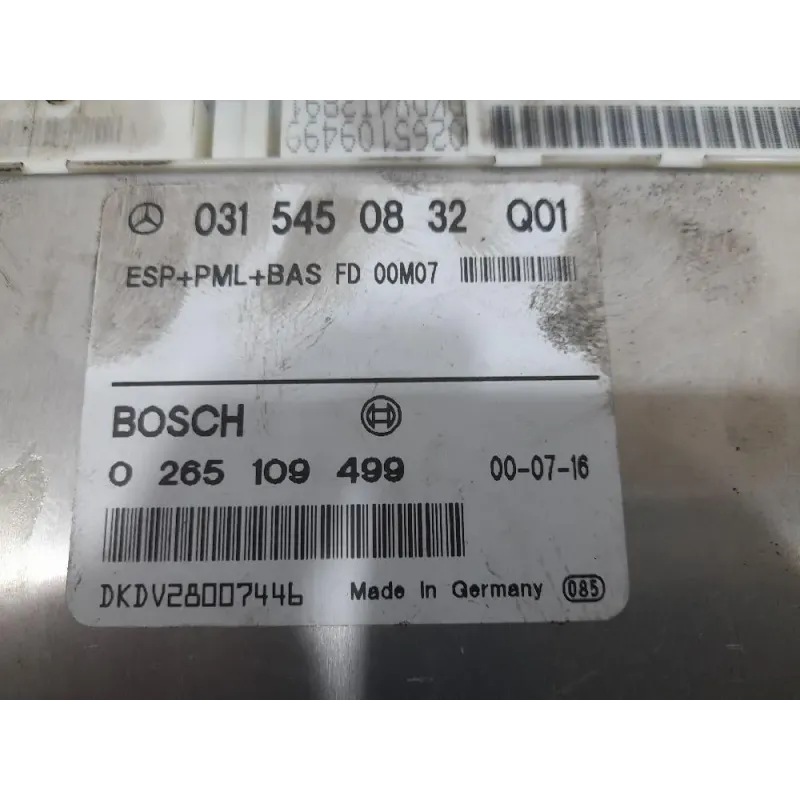 0265109499
031 545 08 32 Q01
ESP+PML+BAS FD 00M07
BOSCH
0 265 109 499 00-07-16
DKDV28007446 Made In Germany 085